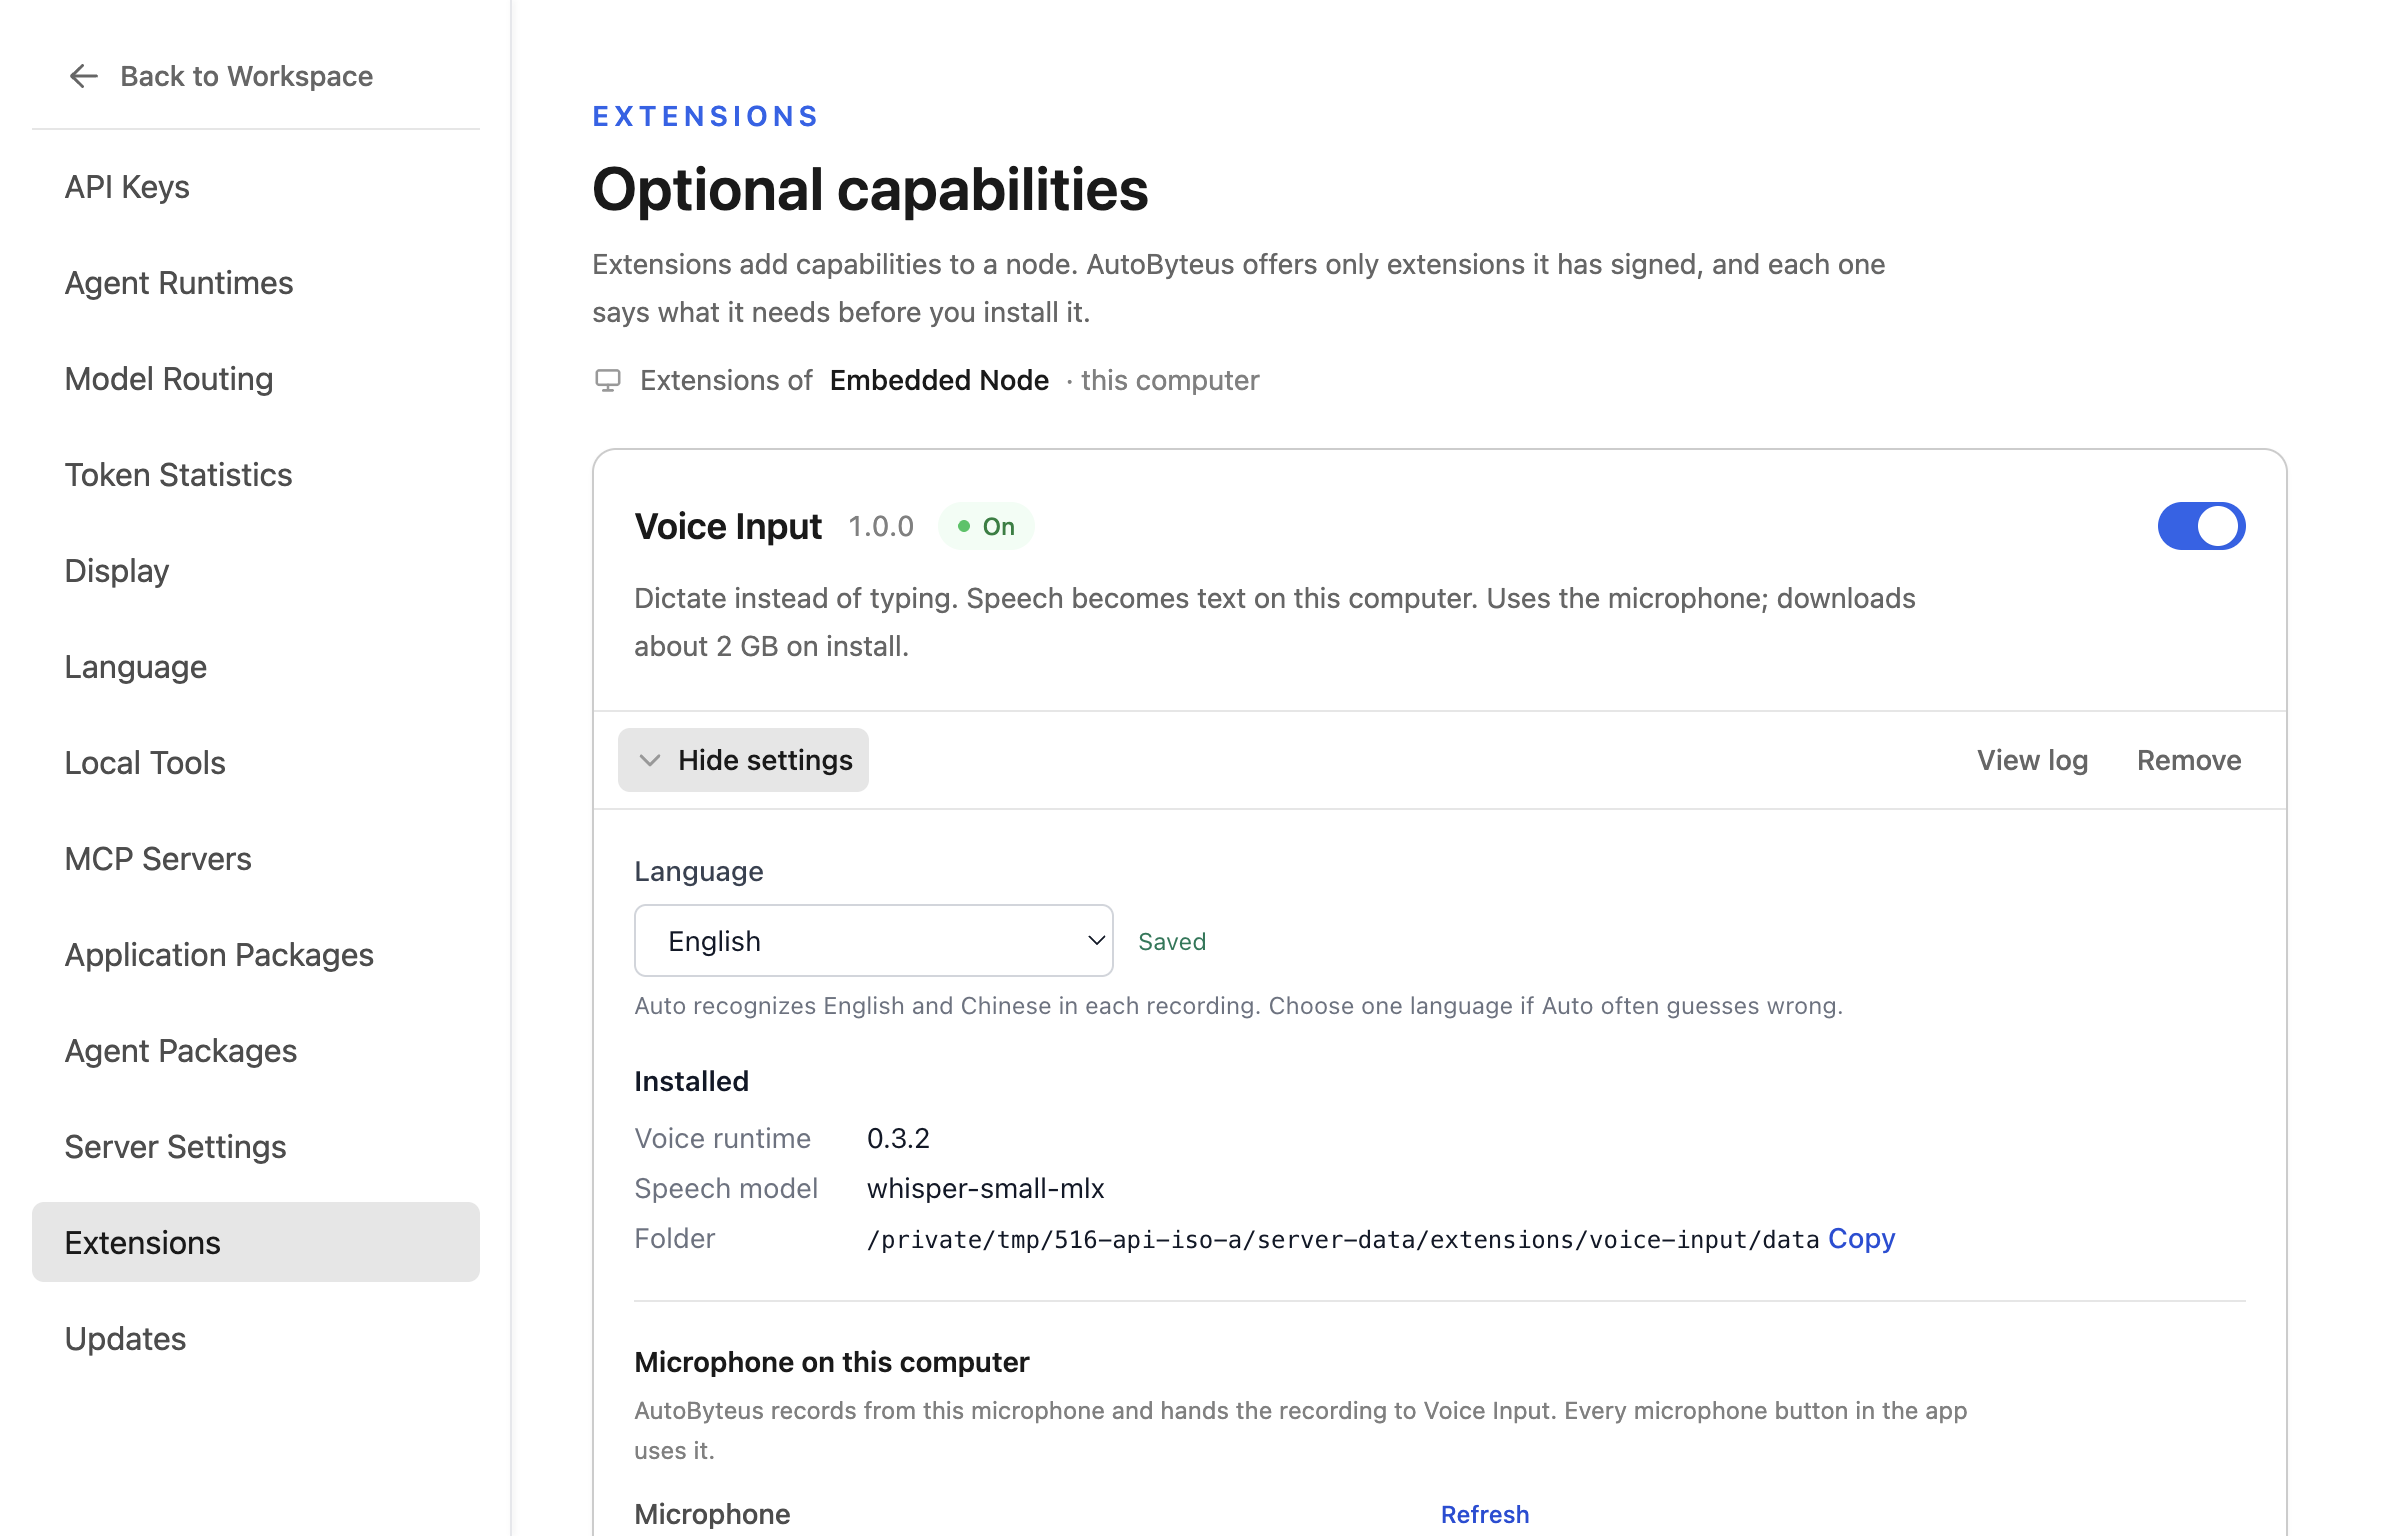 Back to Workspace
API Keys
Agent Runtimes
Model Routing
Token Statistics
Display
Language
Local Tools
MCP Servers
Application Packages
Agent Packages
Server Settings
Extensions
Updates
EXTENSIONS
Optional capabilities
Extensions add capabilities to a node. AutoByteus offers only extensions it has signed, and each one
says what it needs before you install it.
Extensions of Embedded Node · this computer
Voice Input 1.0.0 On
Dictate instead of typing. Speech becomes text on this computer. Uses the microphone; downloads
about 2 GB on install.
Hide settings View log Remove
Language
English Saved
Auto recognizes English and Chinese in each recording. Choose one language if Auto often guesses wrong.
Installed
Voice runtime 0.3.2
Speech model whisper-small-mlx
Folder /private/tmp/516-api-iso-a/server-data/extensions/voice-input/data Copy
Microphone on this computer
AutoByteus records from this microphone and hands the recording to Voice Input. Every microphone button in the app
uses it.
Microphone Refresh